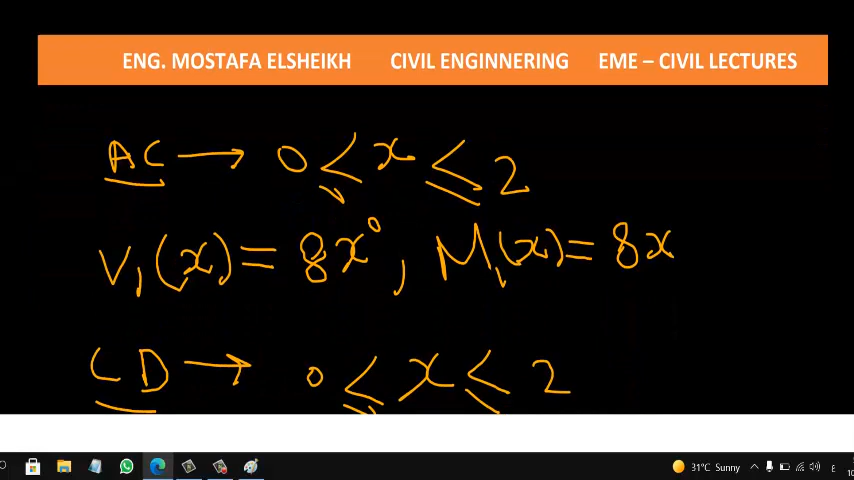 ENG. MOSTAFA ELSHEIKH CIVIL ENGINNERING EME – CIVIL LECTURES
AC → 0 ≤ x ≤ 2
V₁(x) = 8x⁰, M₁(x) = 8x
CD → 0 ≤ x ≤ 2
31°C Sunny